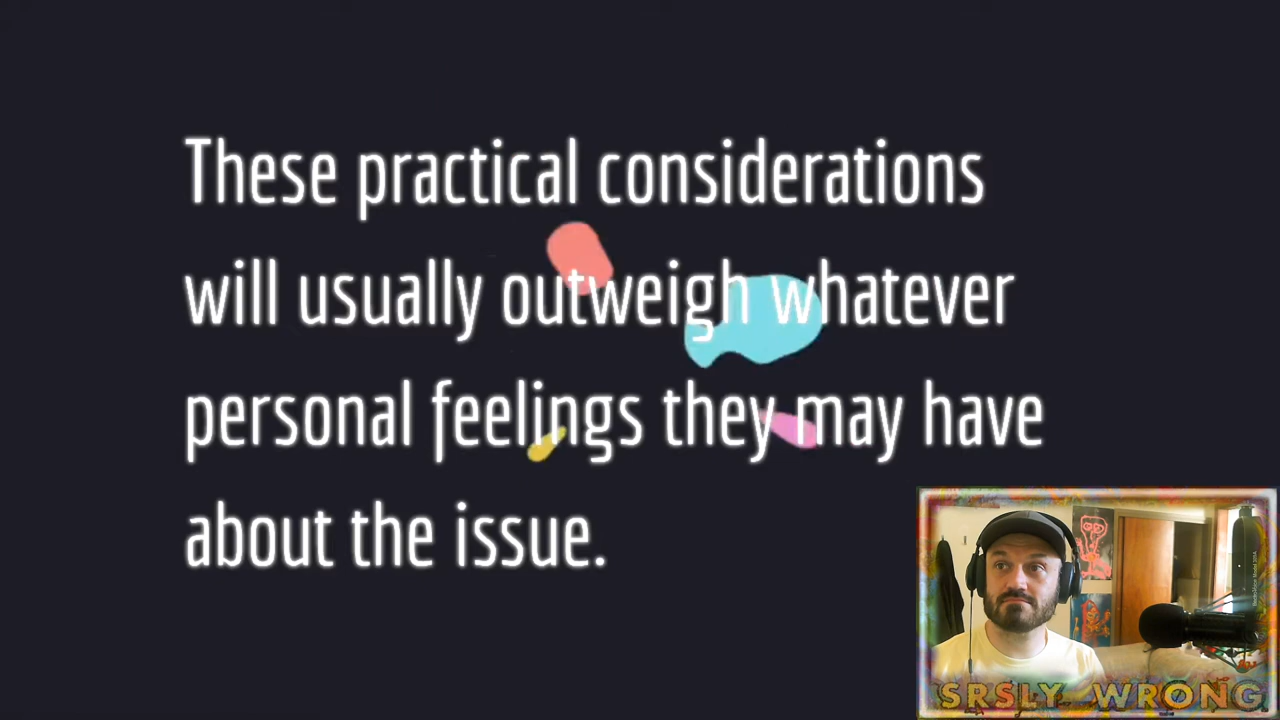 These practical considerations
will usually outweigh whatever
personal feelings they may have
about the issue.
SRSLY WRONG